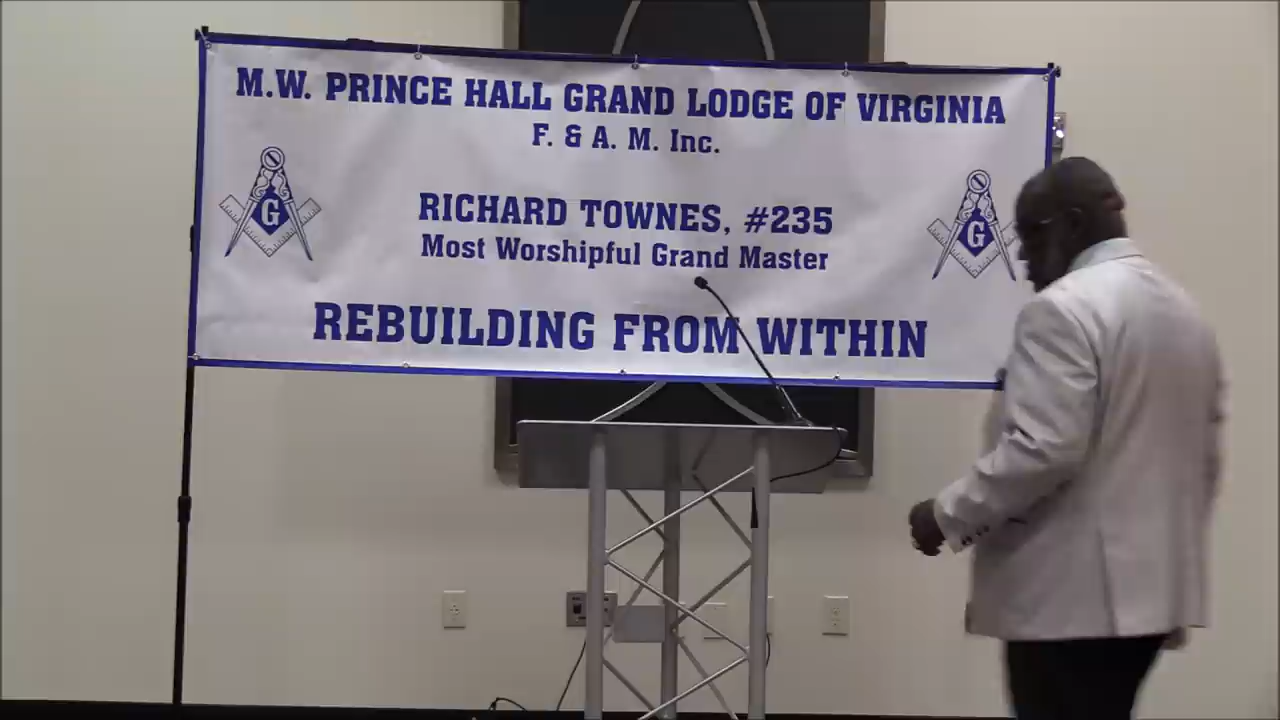 M.W. PRINCE HALL GRAND LODGE OF VIRGINIA
F. & A. M. Inc.
G
G
RICHARD TOWNES, #235
Most Worshipful Grand Master
REBUILDING FROM WITHIN